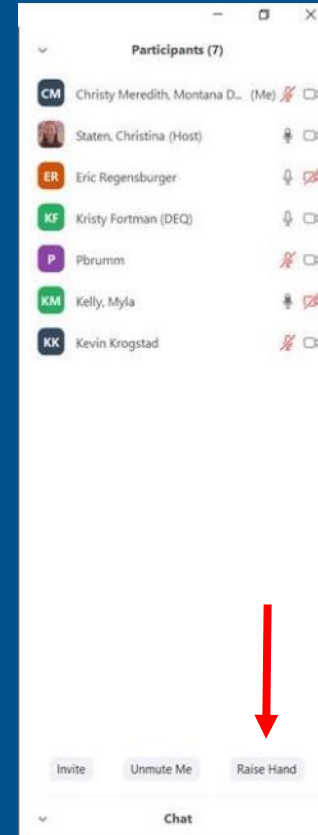 Participants (7)
CM Christy Meredith, Montana D... (Me)
Staten, Christina (Host)
ER Eric Regensburger
KF Kristy Fortman (DEQ)
P Pbrumm
KM Kelly, Myla
KK Kevin Krogstad
Invite Unmute Me Raise Hand
Chat